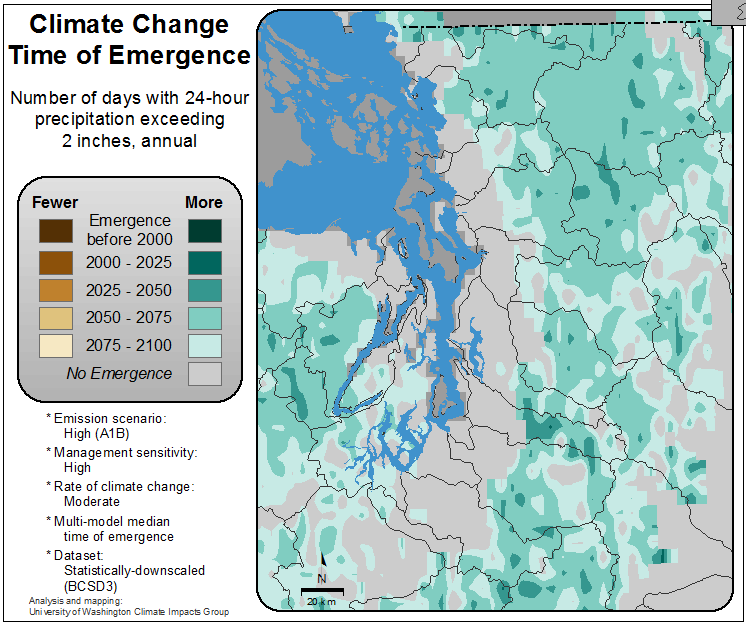 Climate Change
Time of Emergence
Number of days with 24-hour
precipitation exceeding
2 inches, annual
Fewer More
Emergence
before 2000
2000 - 2025
2025 - 2050
2050 - 2075
2075 - 2100
No Emergence
* Emission scenario:
High (A1B)
* Management sensitivity:
High
* Rate of climate change:
Moderate
* Multi-model median
time of emergence
* Dataset:
Statistically-downscaled
(BCSD3)
Analysis and mapping:
University of Washington Climate Impacts Group
N
20 km